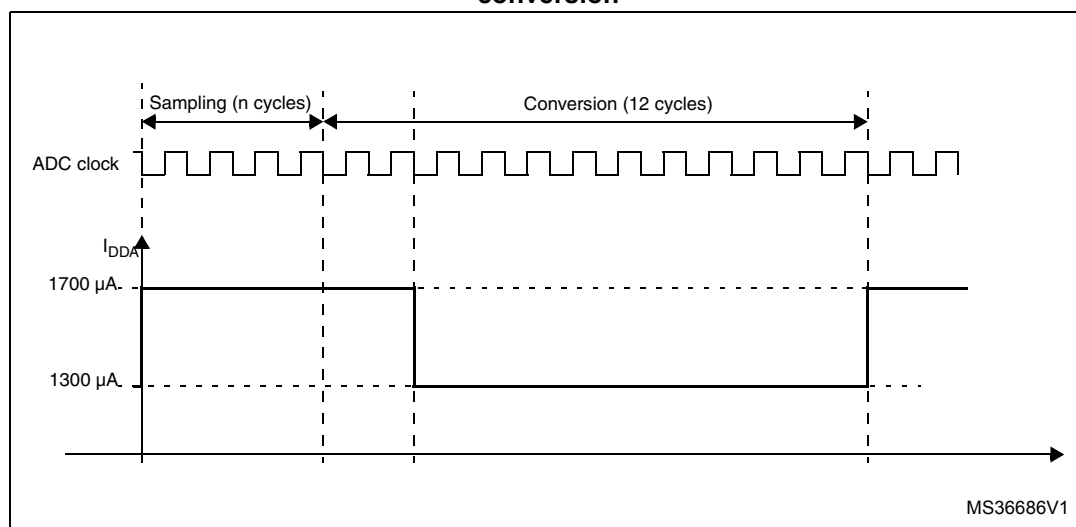 conversion
Sampling (n cycles)
Conversion (12 cycles)
ADC clock
IDDA
1700 µA
1300 µA
MS36686V1